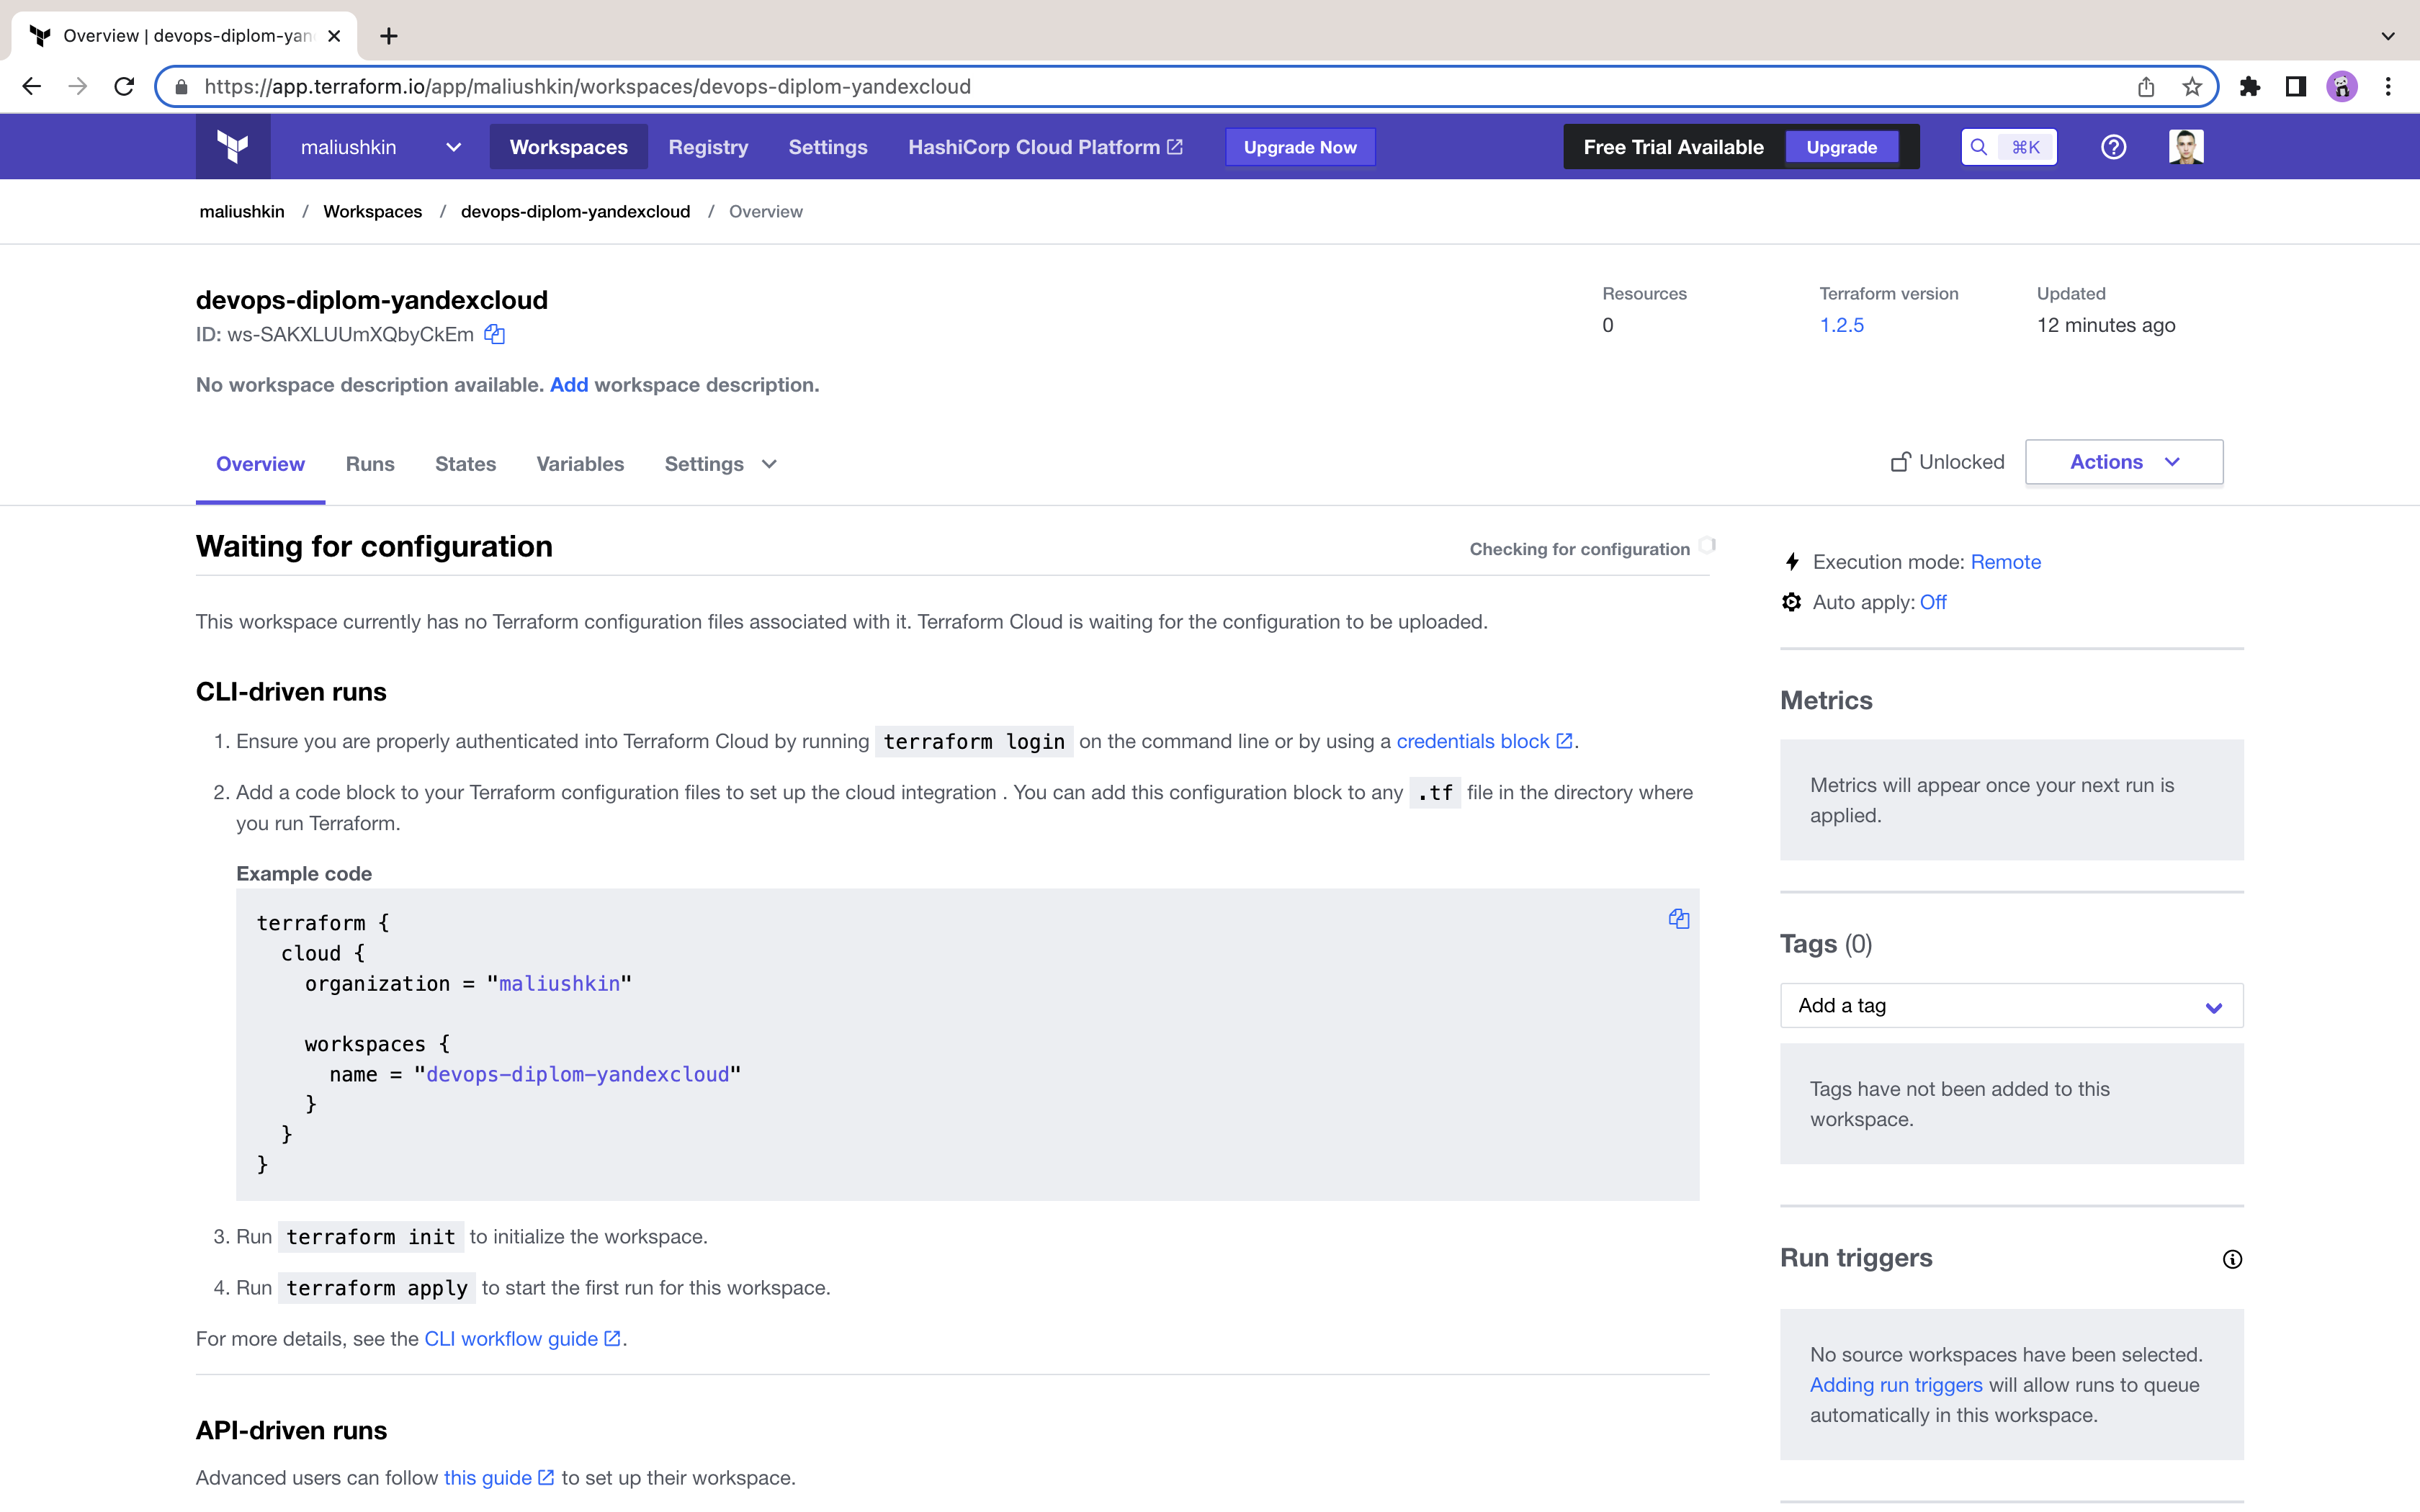 Overview | devops-diplom-yan
https://app.terraform.io/app/maliushkin/workspaces/devops-diplom-yandexcloud
maliushkin Workspaces Registry Settings HashiCorp Cloud Platform Upgrade Now Free Trial Available Upgrade ⌘K
maliushkin / Workspaces / devops-diplom-yandexcloud / Overview
devops-diplom-yandexcloud
ID: ws-SAKXLUUmXQbyCkEm
No workspace description available. Add workspace description.
Resources
0
Terraform version
1.2.5
Updated
12 minutes ago
Overview Runs States Variables Settings
Unlocked Actions
Waiting for configuration
Checking for configuration
This workspace currently has no Terraform configuration files associated with it. Terraform Cloud is waiting for the configuration to be uploaded.
CLI-driven runs
1. Ensure you are properly authenticated into Terraform Cloud by running terraform login on the command line or by using a credentials block.
2. Add a code block to your Terraform configuration files to set up the cloud integration . You can add this configuration block to any .tf file in the directory where
you run Terraform.
Example code
terraform {
cloud {
organization = "maliushkin"
workspaces {
name = "devops-diplom-yandexcloud"
}
}
}
3. Run terraform init to initialize the workspace.
4. Run terraform apply to start the first run for this workspace.
For more details, see the CLI workflow guide.
API-driven runs
Advanced users can follow this guide to set up their workspace.
Execution mode: Remote
Auto apply: Off
Metrics
Metrics will appear once your next run is
applied.
Tags (0)
Add a tag
Tags have not been added to this
workspace.
Run triggers
No source workspaces have been selected.
Adding run triggers will allow runs to queue
automatically in this workspace.